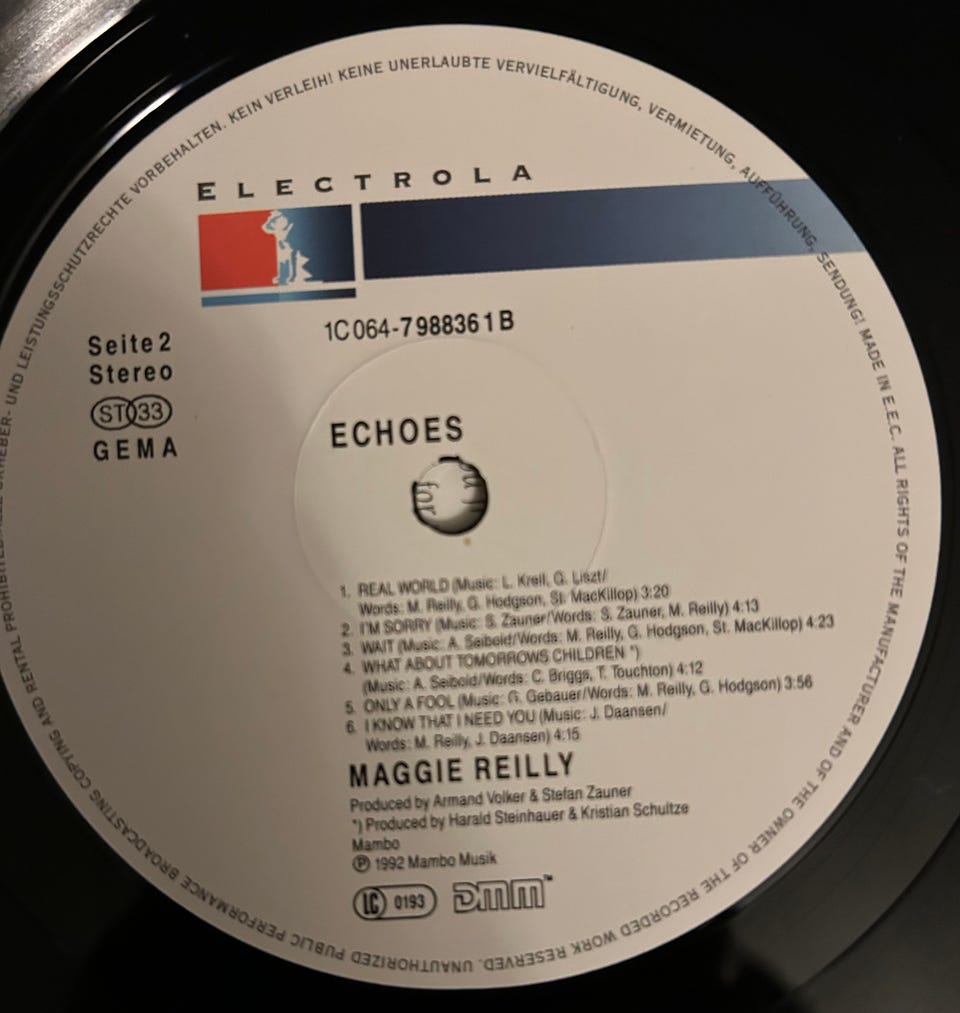 ELECTROLA
1C 064-7 98836 1 B
Seite 2
Stereo
ST 33
GEMA
ECHOES
for
1. REAL WORLD (Music: L. Krell, G. Liszt/
Words: M. Reilly, G. Hodgson, St. MacKillop) 3:20
2. I'M SORRY (Music: S. Zauner/Words: S. Zauner, M. Reilly) 4:13
3. WAIT (Music: A. Seibold/Words: M. Reilly, G. Hodgson, St. MacKillop) 4:23
4. WHAT ABOUT TOMORROWS CHILDREN *)
(Music: A. Seibold/Words: C. Briggs, T. Touchton) 4:12
5. ONLY A FOOL (Music: G. Gebauer/Words: M. Reilly, G. Hodgson) 3:56
6. I KNOW THAT I NEED YOU (Music: J. Daansen/
Words: M. Reilly, J. Daansen) 4:15
MAGGIE REILLY
Produced by Armand Volker & Stefan Zauner
*) Produced by Harald Steinhauer & Kristian Schultze
Mambo
℗ 1992 Mambo Musik
LC 0193 DMM™
UND LEISTUNGSSCHUTZRECHTE VORBEHALTEN. KEIN VERLEIH! KEINE UNERLAUBTE VERVIELFÄLTIGUNG, VERMIETUNG, AUFFÜHRUNG, SENDUNG! MADE IN E.E.C. ALL RIGHTS OF THE MANUFACTURER AND OF THE OWNER OF THE RECORDED WORK RESERVED. UNAUTHORIZED PUBLIC PERFORMANCE BROADCASTING COPYING AND RENTAL PROHIBITED.